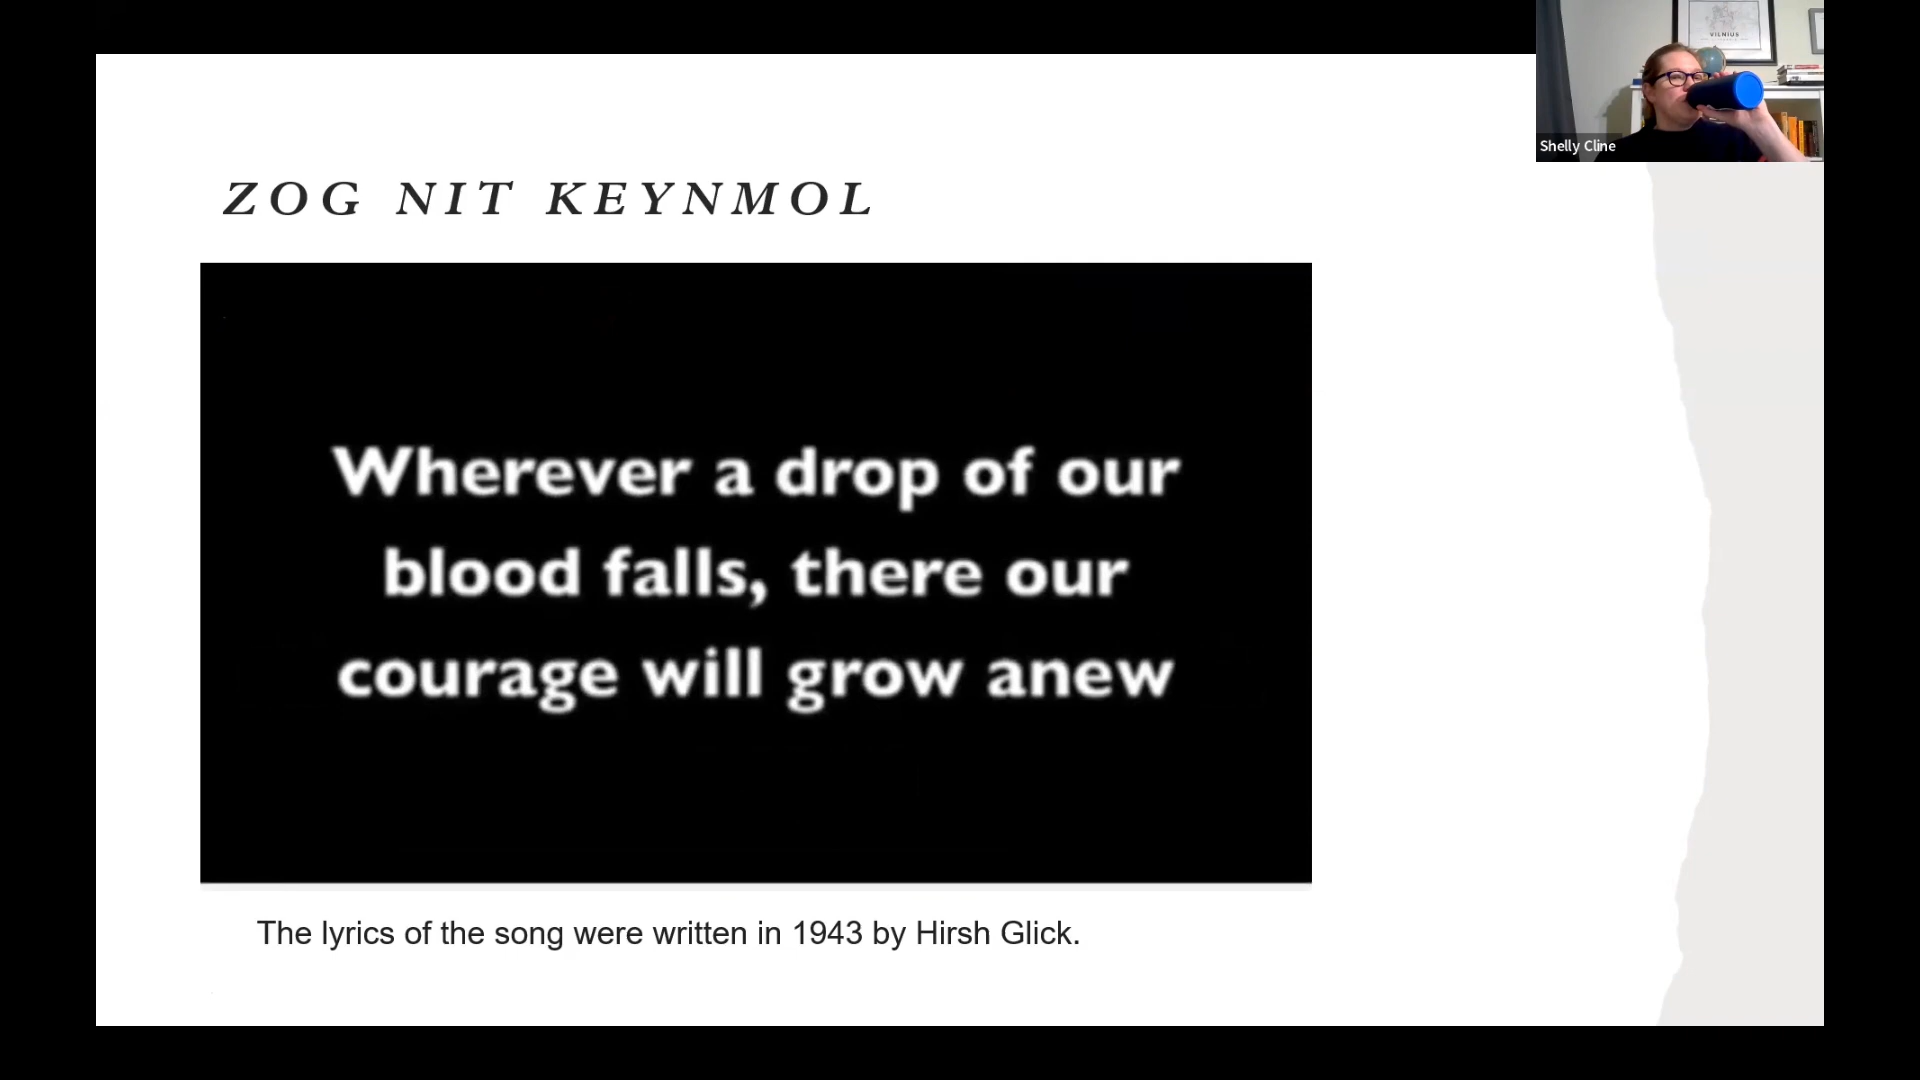 VILNIUS
Shelly Cline
ZOG NIT KEYNMOL
Wherever a drop of our
blood falls, there our
courage will grow anew
The lyrics of the song were written in 1943 by Hirsh Glick.